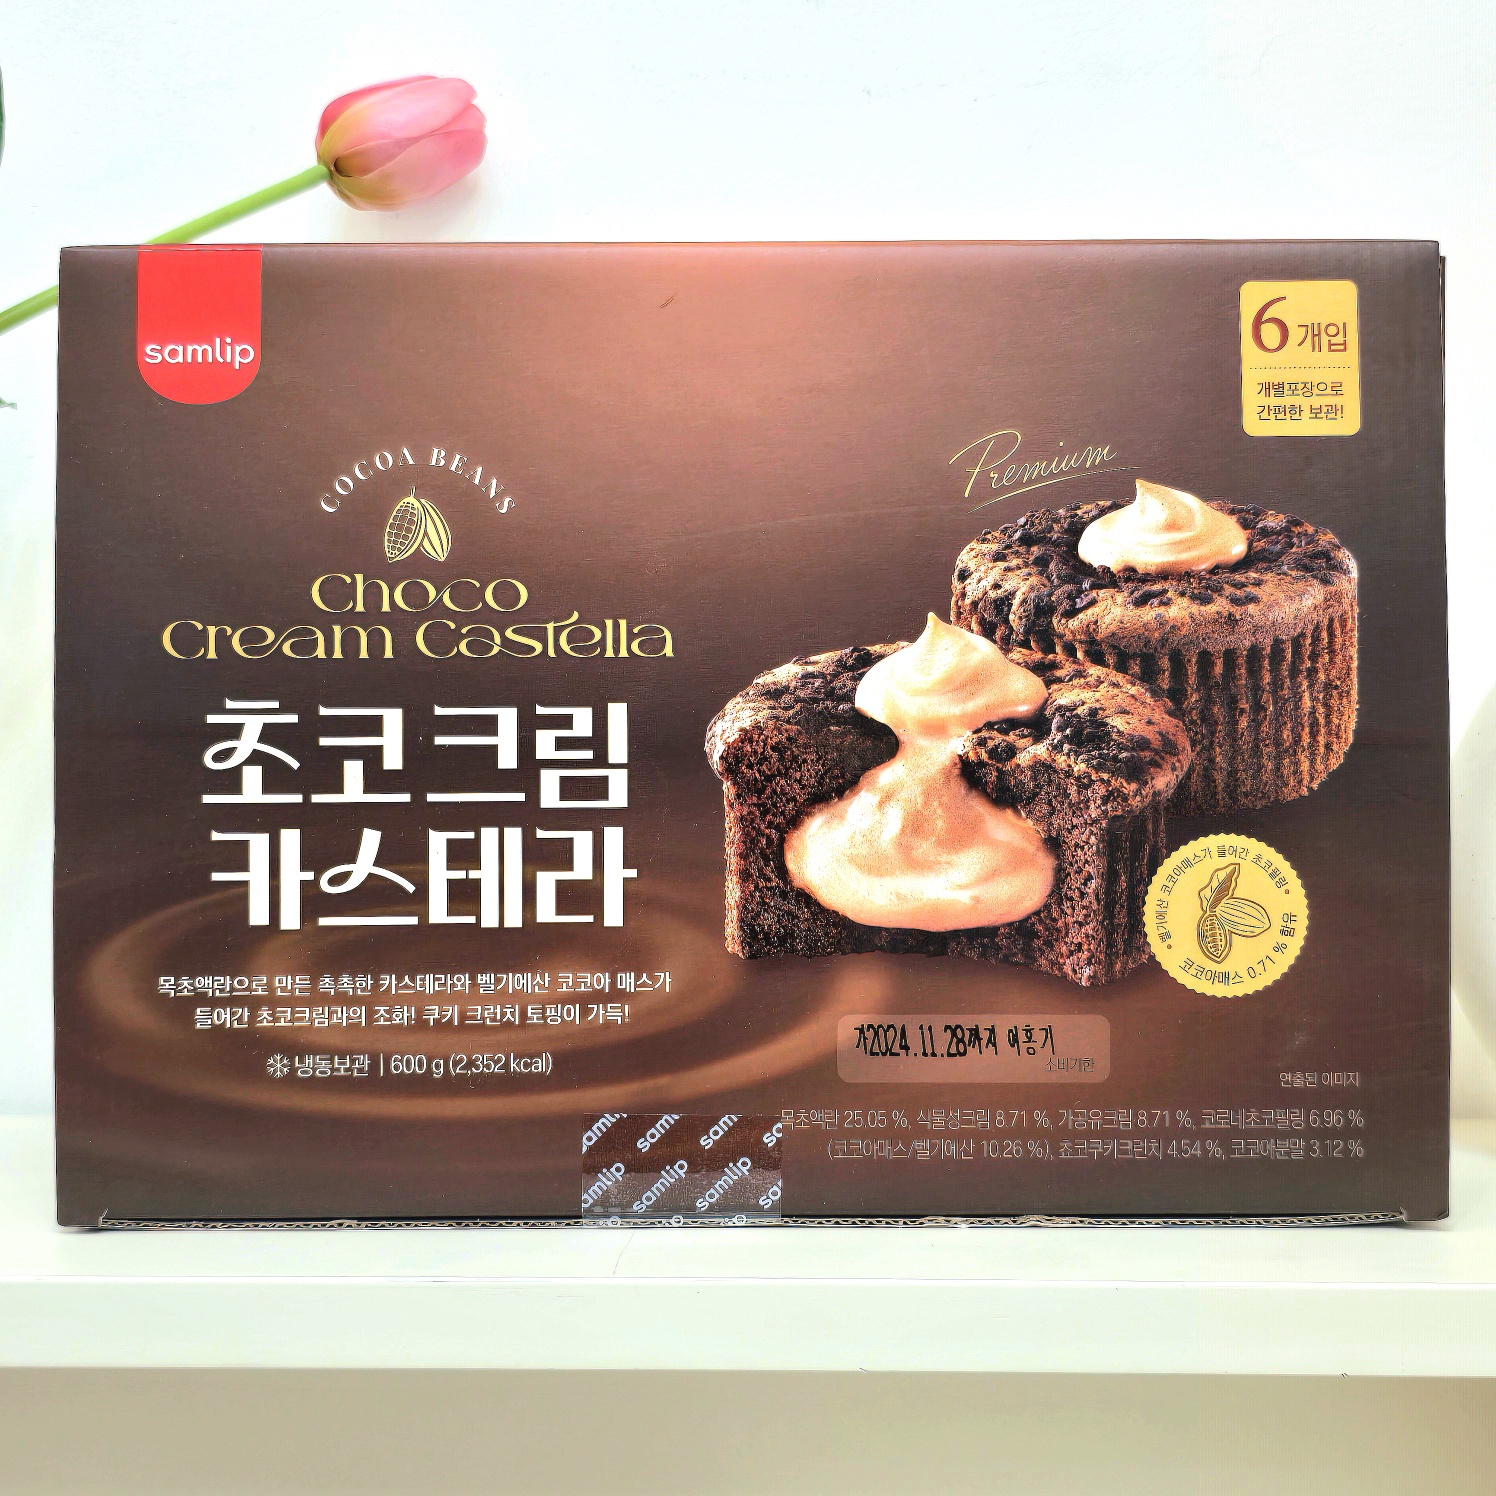 samlip
6개입
개별포장으로
간편한 보관!
COCOA BEANS
Premium
Choco
Cream Castella
초코크림
카스테라
목초액란으로 만든 촉촉한 카스테라와 벨기에산 코코아 매스가
들어간 초코크림과의 조화! 쿠키 크런치 토핑이 가득!
냉동보관 | 600 g (2,352 kcal)
• 벨기에산 코코아매스가 들어간 초코필링 •
코코아매스 0.71 % 함유
2024.11.28까지
소비기한
연출된 이미지
목초액란 25.05 %, 식물성크림 8.71 %, 가공유크림 8.71 %, 코로네초코필링 6.96 %
(코코아매스/벨기에산 10.26 %), 쵸코쿠키크런치 4.54 %, 코코아분말 3.12 %
samlip samlip sam
samlip samlip samlip